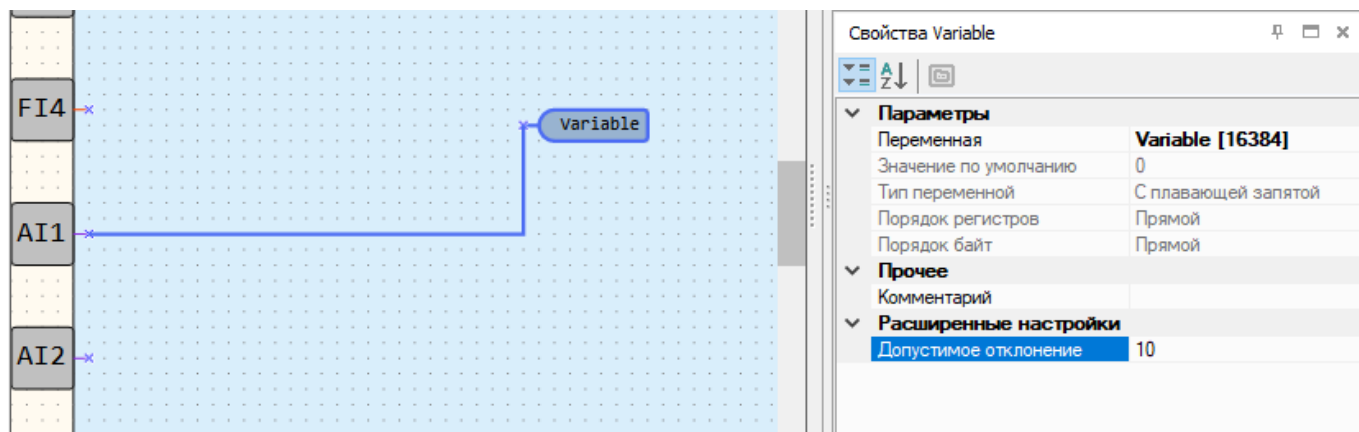 FI4
AI1
AI2
Variable
Свойства Variable
Параметры
Переменная Variable [16384]
Значение по умолчанию 0
Тип переменной С плавающей запятой
Порядок регистров Прямой
Порядок байт Прямой
Прочее
Комментарий
Расширенные настройки
Допустимое отклонение 10